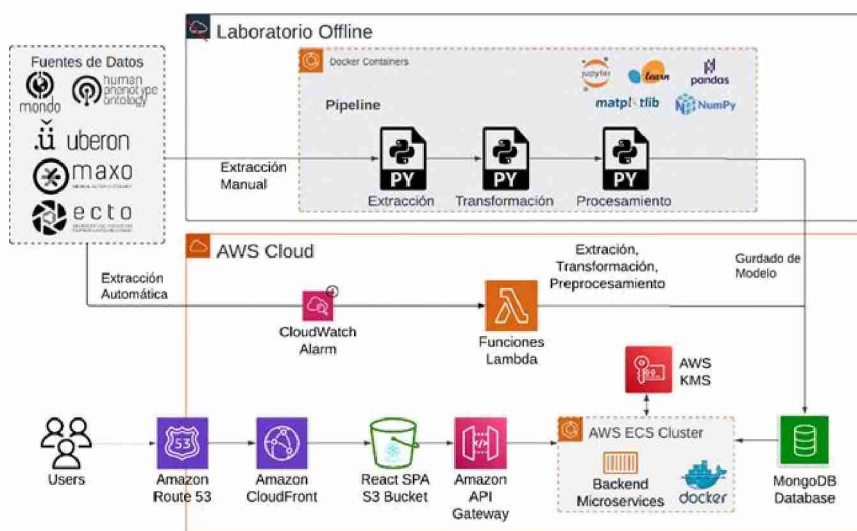 Laboratorio Offline
Fuentes de Datos
mondo
human
phenotype
ontology
uberon
maxo
ecto
Docker Containers
jupyter
learn
pandas
matplotlib
NumPy
Pipeline
PY
PY
PY
Extracción
Transformación
Procesamiento
Extracción
Manual
AWS Cloud
Extracción
Automática
CloudWatch
Alarm
Funciones
Lambda
Extración,
Transformación,
Preprocesamiento
Gurdado de
Modelo
AWS
KMS
Users
53
Amazon
Route 53
Amazon
CloudFront
React SPA
S3 Bucket
Amazon
API
Gateway
AWS ECS Cluster
Backend
Microservices
docker
MongoDB
Database